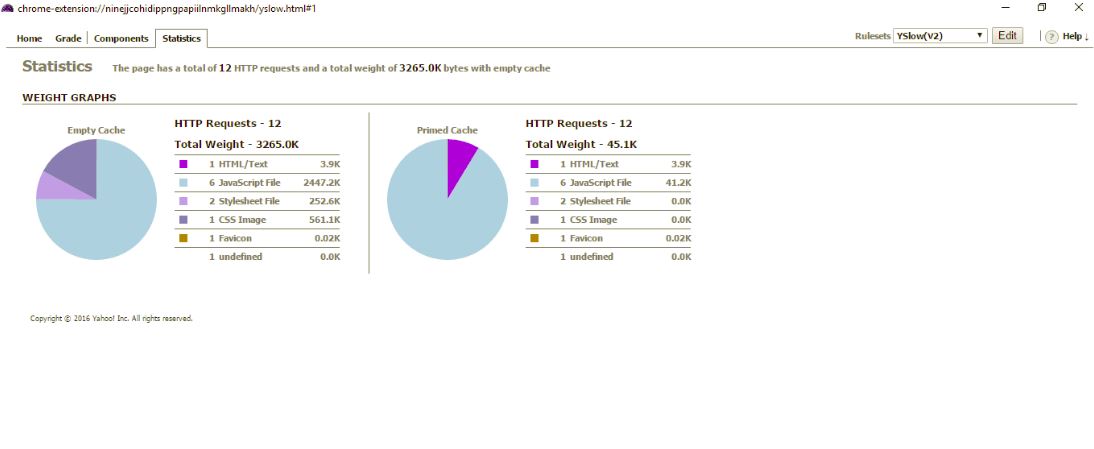 chrome-extension://ninejjcohidippngpapiilnmkgllmakh/yslow.html#1
Home Grade Components Statistics Rulesets YSlow(V2) Edit ? Help ↓
Statistics The page has a total of 12 HTTP requests and a total weight of 3265.0K bytes with empty cache
WEIGHT GRAPHS
Empty Cache
HTTP Requests - 12
Total Weight - 3265.0K
1 HTML/Text 3.9K
6 JavaScript File 2447.2K
2 Stylesheet File 252.6K
1 CSS Image 561.1K
1 Favicon 0.02K
1 undefined 0.0K
Primed Cache
HTTP Requests - 12
Total Weight - 45.1K
1 HTML/Text 3.9K
6 JavaScript File 41.2K
2 Stylesheet File 0.0K
1 CSS Image 0.0K
1 Favicon 0.02K
1 undefined 0.0K
Copyright © 2016 Yahoo! Inc. All rights reserved.